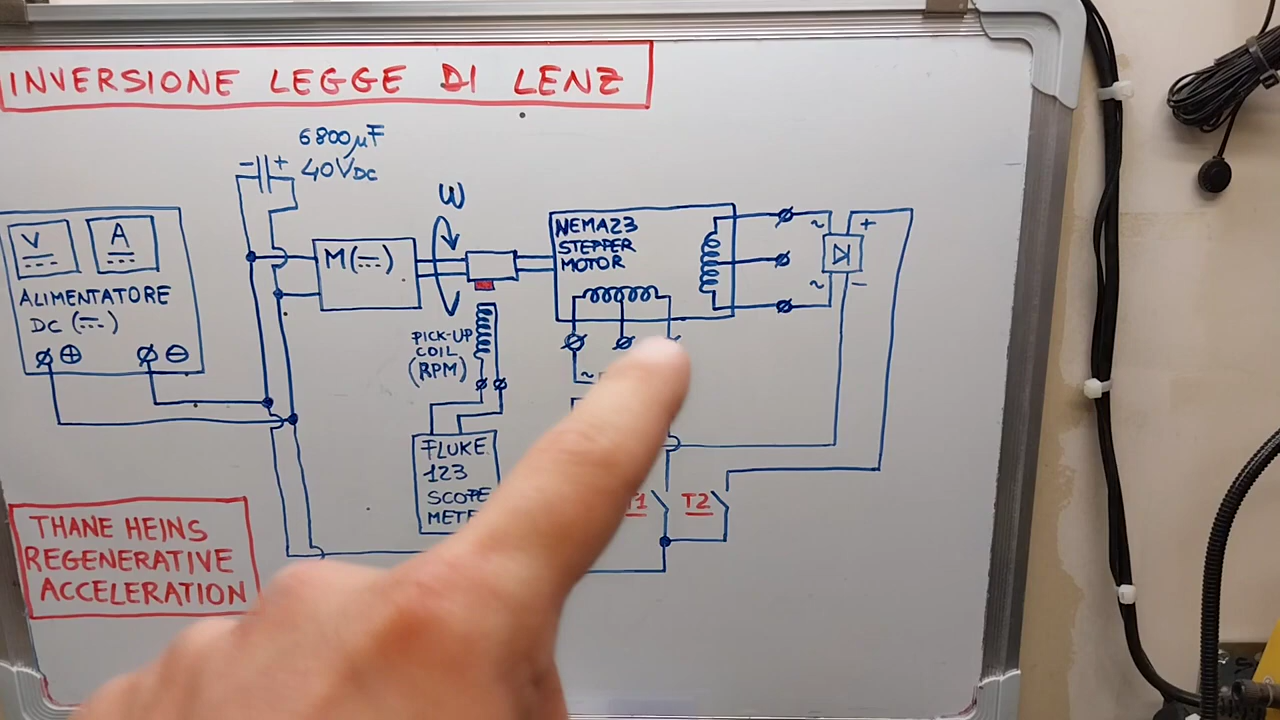 INVERSIONE LEGGE DI LENZ
6800µF
40VDC
- +
ω
V
A
ALIMENTATORE
DC
+ -
M
NEMA23
STEPPER
MOTOR
~ +
~ -
~
PICK-UP
COIL
(RPM)
FLUKE
123
SCOPE
T1 T2
THANE HEINS
REGENERATIVE
ACCELERATION